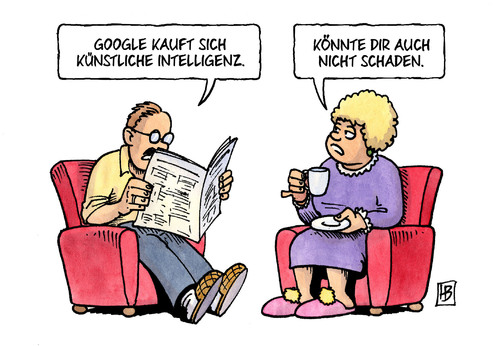 GOOGLE KAUFT SICH
KÜNSTLICHE INTELLIGENZ.
KÖNNTE DIR AUCH
NICHT SCHADEN.
HB